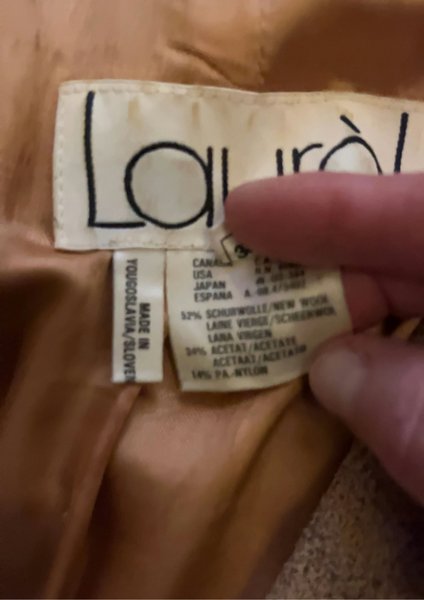 Laurèl
MADE IN
YOUGOSLAVIA/SLOVEN
CANADA
USA
JAPAN
ESPANA
52% SCHURWOLLE/NEW WOOL
LAINE VIERGE/SCHEERWOL
LANA VIRGEN
34% ACETAT/ACETATE
ACETAAT/ACETATO
14% PA.-NYLON